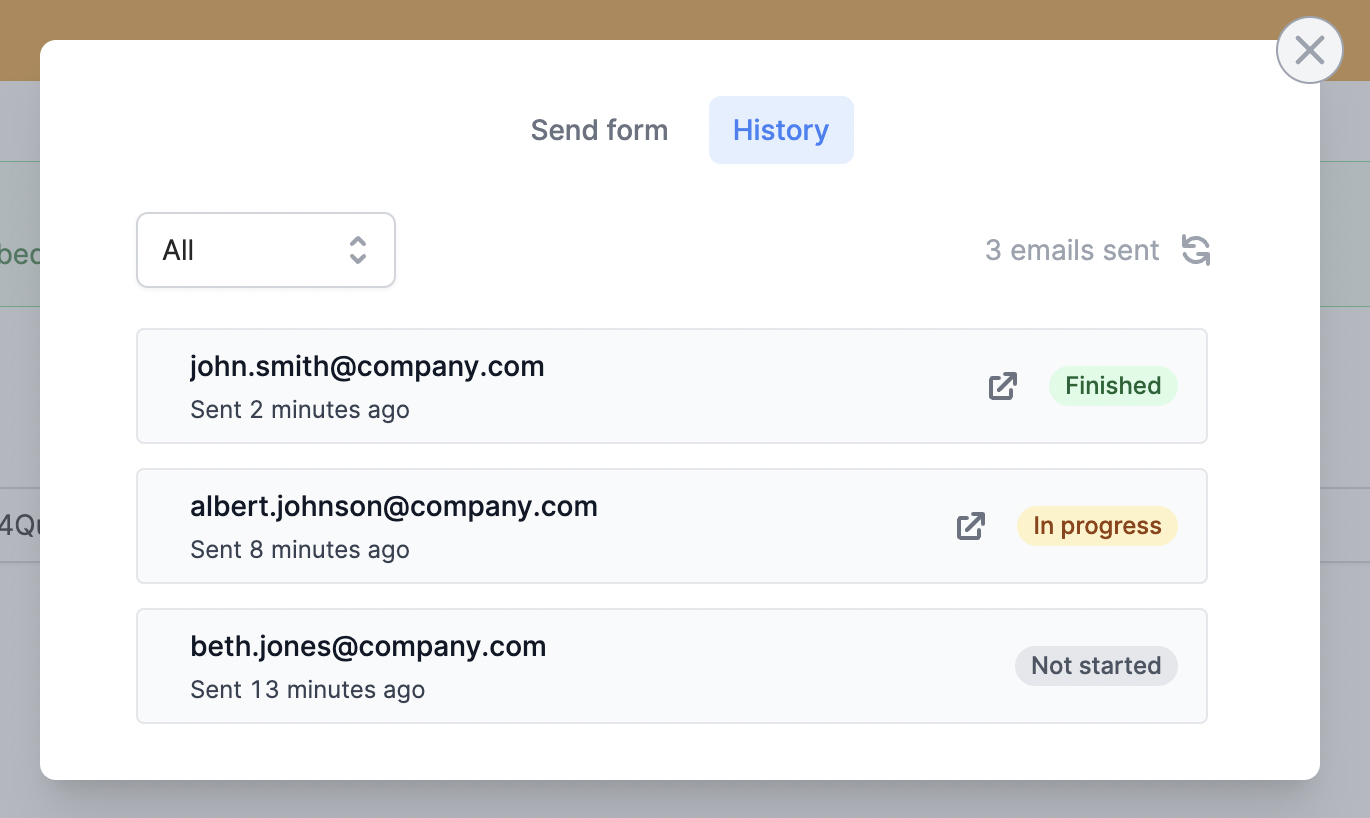 Send form
History
All
3 emails sent
john.smith@company.com
Sent 2 minutes ago
Finished
albert.johnson@company.com
Sent 8 minutes ago
In progress
beth.jones@company.com
Sent 13 minutes ago
Not started